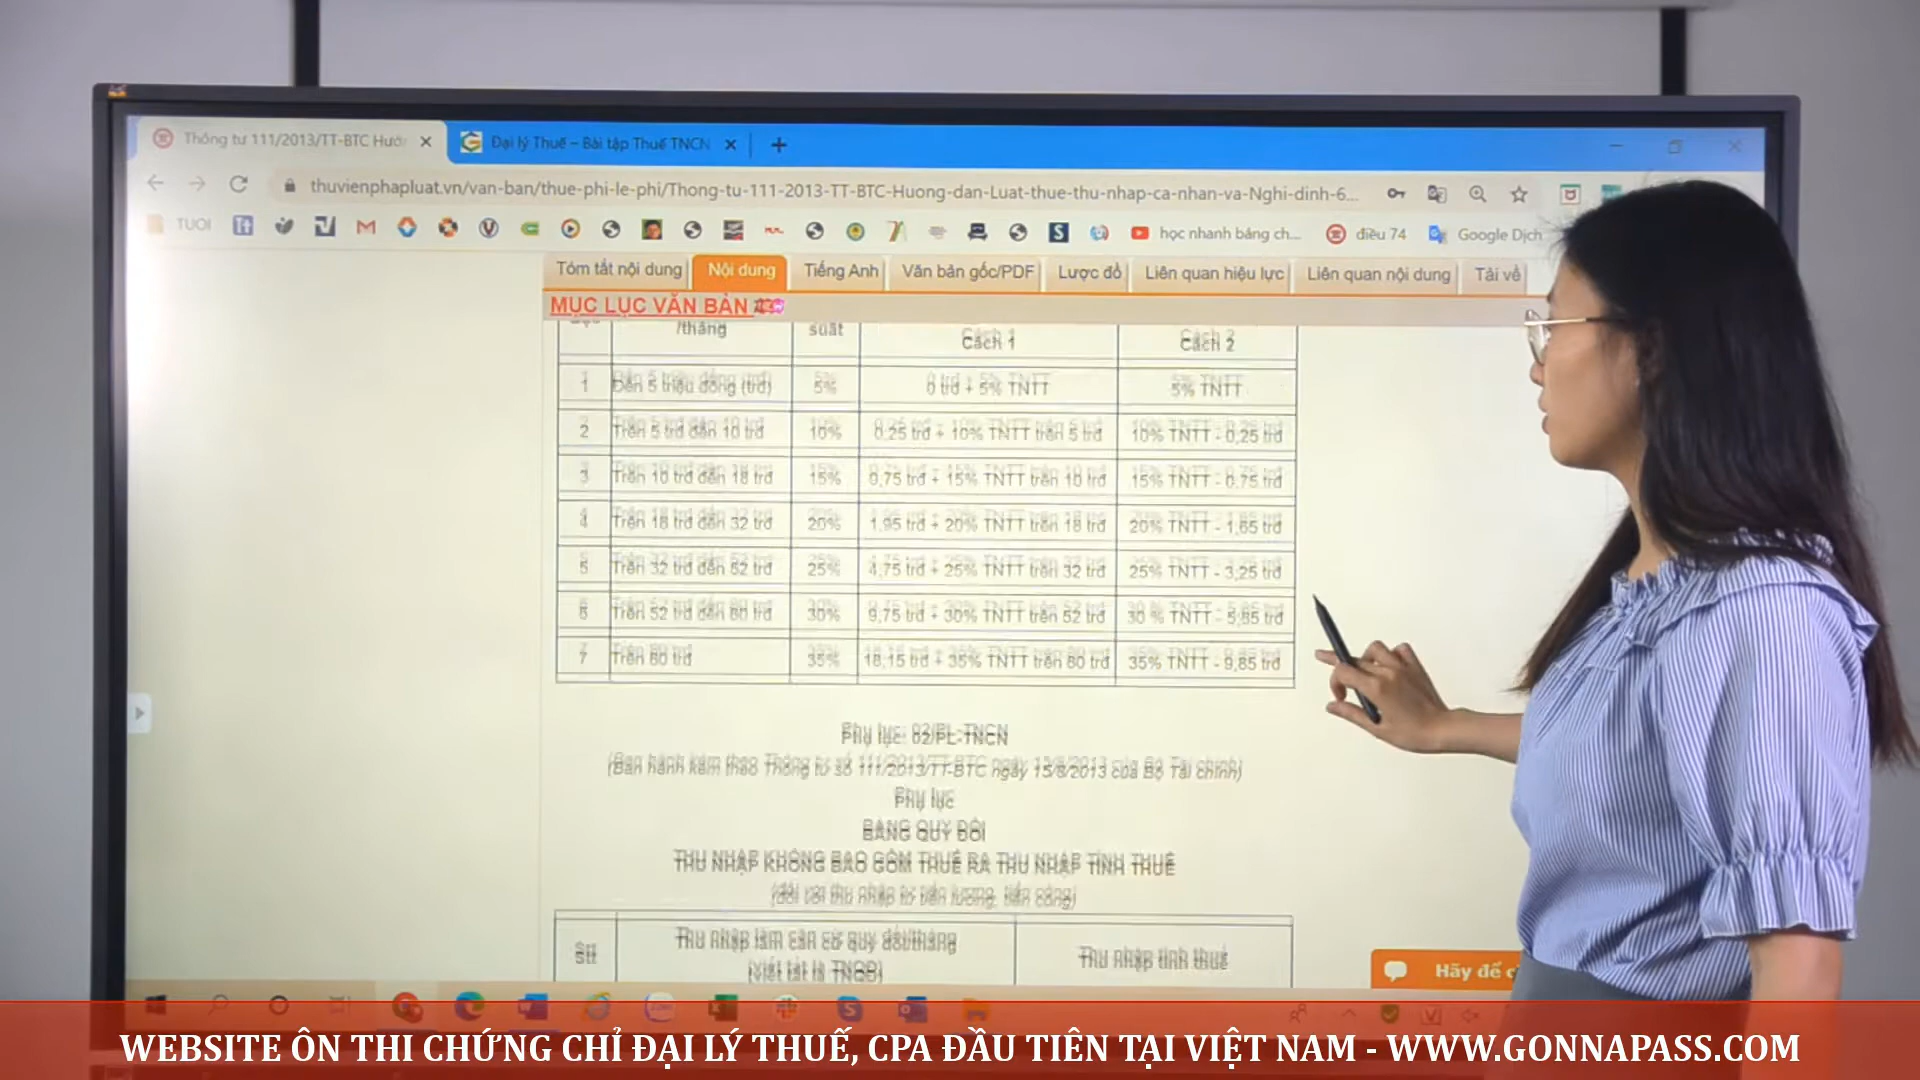 Thông tư 111/2013/TT-BTC Hướn
Đại lý Thuế – Bài tập Thuế TNCN
thuvienphapluat.vn/van-ban/thue-phi-le-phi/Thong-tu-111-2013-TT-BTC-Huong-dan-Luat-thue-thu-nhap-ca-nhan-va-Nghi-dinh-6...
TUOI
học nhanh bảng ch...
điều 74
Google Dịch
Tóm tắt nội dung
Nội dung
Tiếng Anh
Văn bản gốc/PDF
Lược đồ
Liên quan hiệu lực
Liên quan nội dung
Tải về
MỤC LỤC VĂN BẢN
/tháng suất Cách 1 Cách 2
1 Đến 5 triệu đồng (trđ) 5% 0 trđ + 5% TNTT 5% TNTT
2 Trên 5 trđ đến 10 trđ 10% 0,25 trđ + 10% TNTT trên 5 trđ 10% TNTT - 0,25 trđ
3 Trên 10 trđ đến 18 trđ 15% 0,75 trđ + 15% TNTT trên 10 trđ 15% TNTT - 0,75 trđ
4 Trên 18 trđ đến 32 trđ 20% 1,95 trđ + 20% TNTT trên 18 trđ 20% TNTT - 1,65 trđ
5 Trên 32 trđ đến 52 trđ 25% 4,75 trđ + 25% TNTT trên 32 trđ 25% TNTT - 3,25 trđ
6 Trên 52 trđ đến 80 trđ 30% 9,75 trđ + 30% TNTT trên 52 trđ 30 % TNTT - 5,85 trđ
7 Trên 80 trđ 35% 18,15 trđ + 35% TNTT trên 80 trđ 35% TNTT - 9,85 trđ
Phụ lục: 02/PL-TNCN
(Ban hành kèm theo Thông tư số 111/2013/TT-BTC ngày 15/8/2013 của Bộ Tài chính)
Phụ lục
BẢNG QUY ĐỔI
THU NHẬP KHÔNG BAO GỒM THUẾ RA THU NHẬP TÍNH THUẾ
(đối với thu nhập từ tiền lương, tiền công)
Stt Thu nhập làm căn cứ quy đổi/tháng Thu nhập tính thuế
(viết tắt là TNQĐ)
Hãy để c
WEBSITE ÔN THI CHỨNG CHỈ ĐẠI LÝ THUẾ, CPA ĐẦU TIÊN TẠI VIỆT NAM - WWW.GONNAPASS.COM